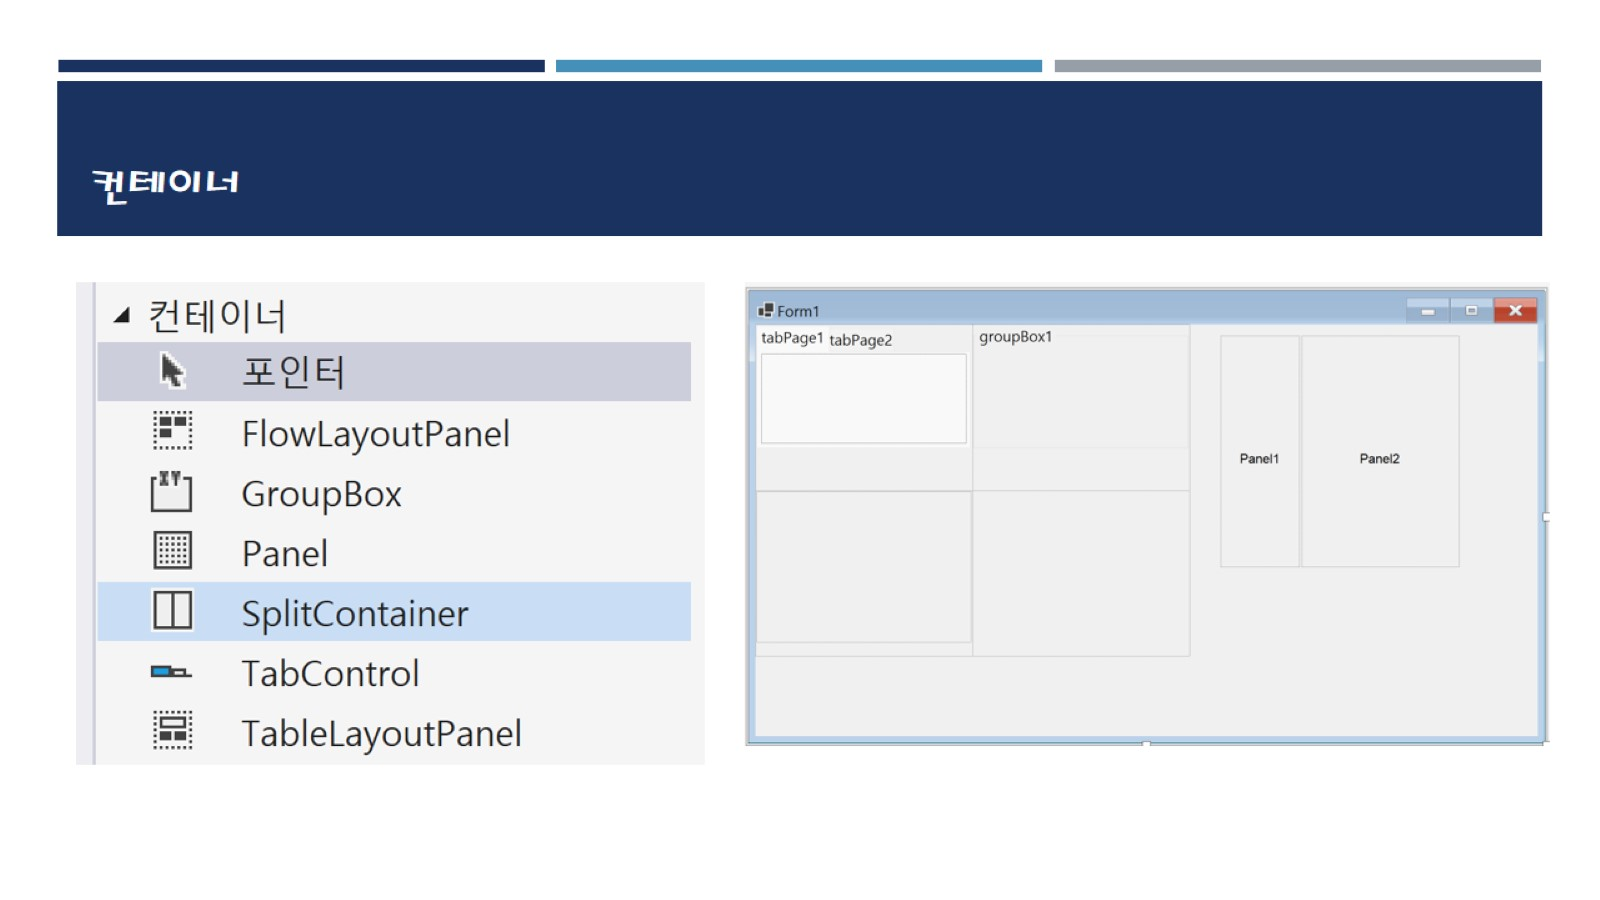 컨테이너
컨테이너
포인터
FlowLayoutPanel
GroupBox
Panel
SplitContainer
TabControl
TableLayoutPanel
Form1
tabPage1 tabPage2
groupBox1
Panel1
Panel2